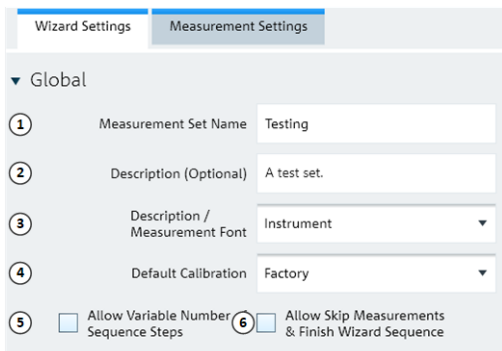 Wizard Settings
Measurement Settings
Global
1
Measurement Set Name
Testing
2
Description (Optional)
A test set.
3
Description /
Measurement Font
Instrument
4
Default Calibration
Factory
5
Allow Variable Number
Sequence Steps
6
Allow Skip Measurements
& Finish Wizard Sequence